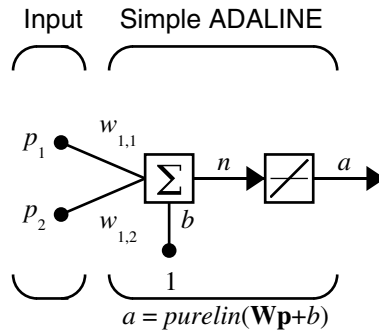 Input Simple ADALINE
p₁ w₁,₁
n a
Σ
p₂ w₁,₂ b
1
a = purelin(Wp+b)